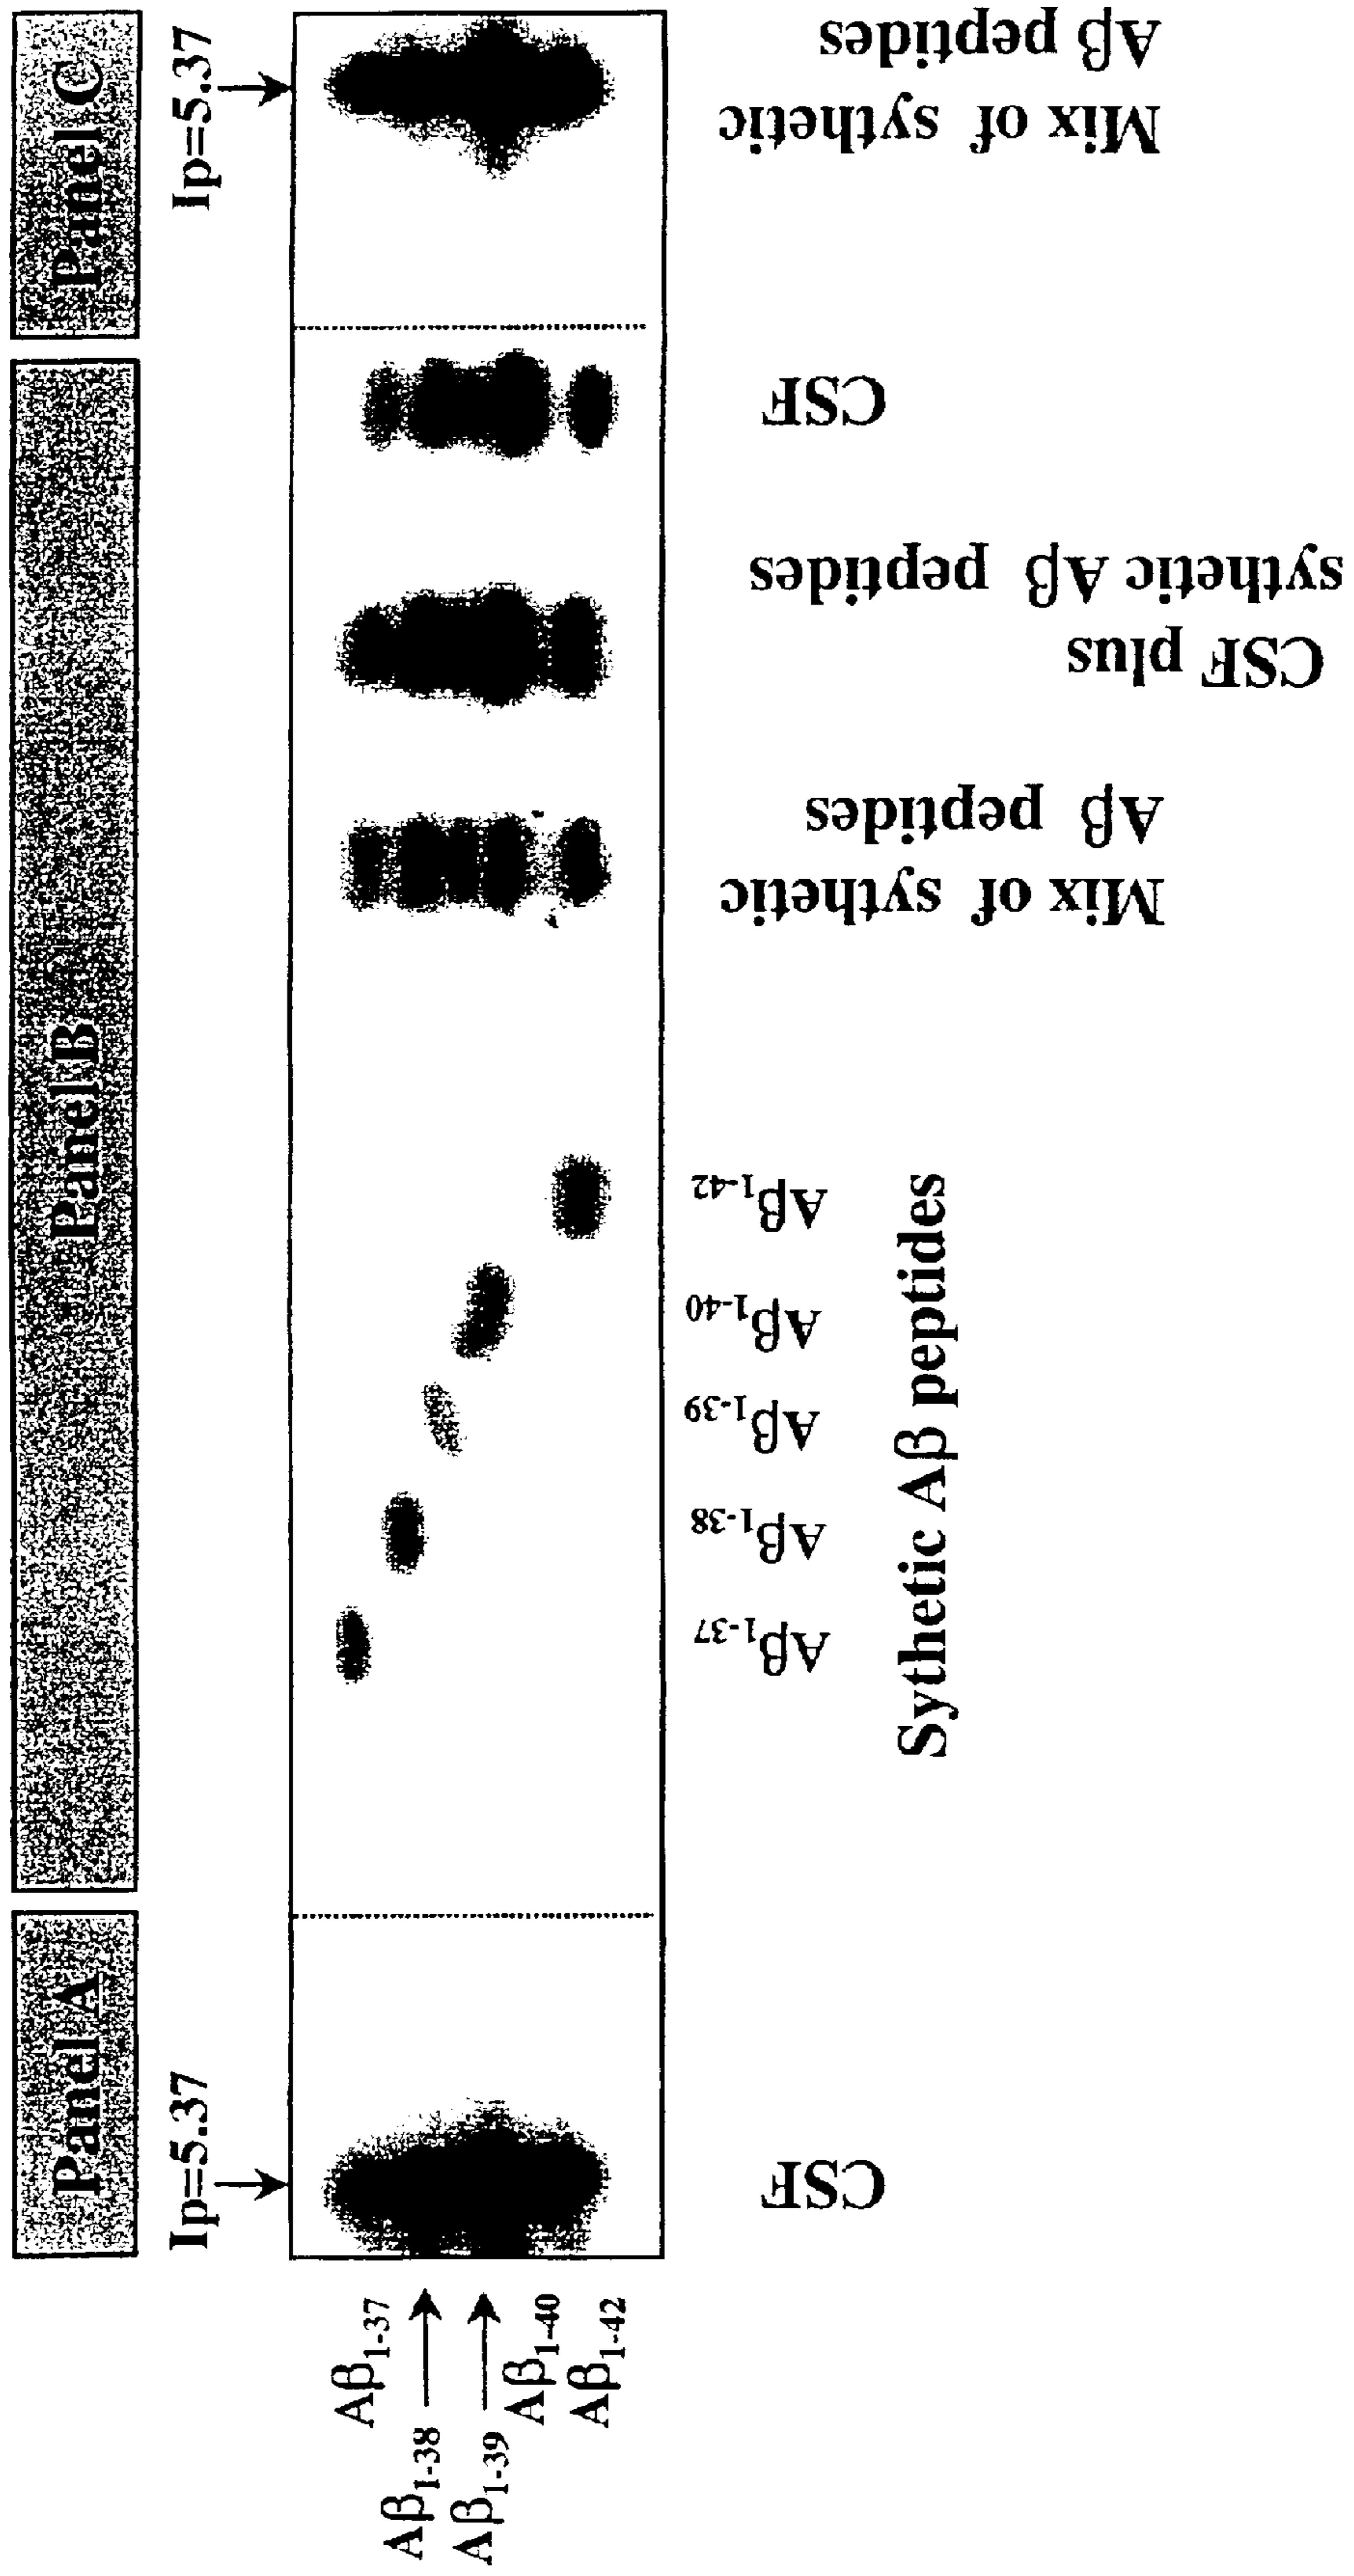 Panel A
Panel B
Panel C
Ip=5.37
Ip=5.37
Aβ1-37
Aβ1-38
Aβ1-39
Aβ1-40
Aβ1-42
CSF
Aβ1-37
Aβ1-38
Aβ1-39
Aβ1-40
Aβ1-42
Sythetic Aβ peptides
Mix of sythetic
Aβ peptides
CSF plus
sythetic Aβ peptides
CSF
Mix of sythetic
Aβ peptides